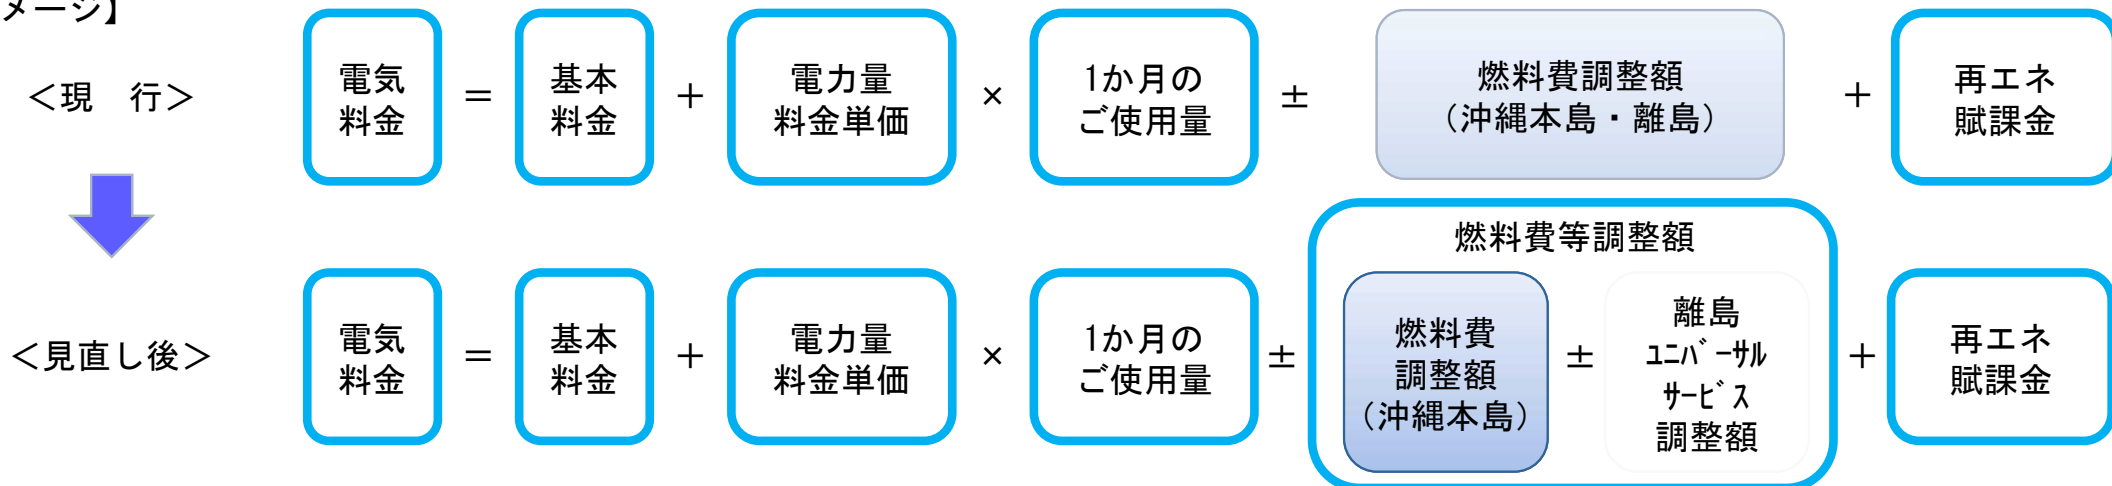 メージ】
＜現　行＞
電気
料金
＝
基本
料金
＋
電力量
料金単価
×
1か月の
ご使用量
±
燃料費調整額
（沖縄本島・離島）
＋
再エネ
賦課金
＜見直し後＞
電気
料金
＝
基本
料金
＋
電力量
料金単価
×
1か月の
ご使用量
±
燃料費等調整額
燃料費
調整額
（沖縄本島）
±
離島
ﾕﾆﾊﾞｰｻﾙ
ｻｰﾋﾞｽ
調整額
＋
再エネ
賦課金